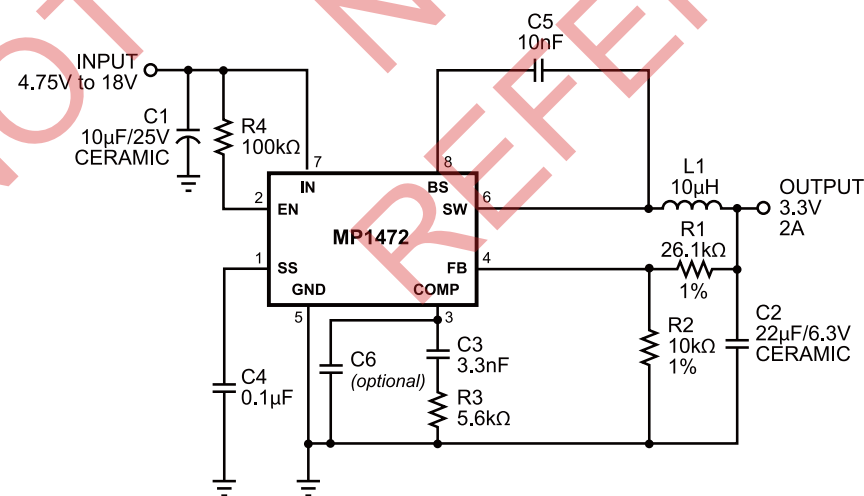 C5
10nF
INPUT
4.75V to 18V
C1
10µF/25V
CERAMIC
R4
100kΩ
7
8
IN
BS
2
EN
SW
6
L1
10µH
OUTPUT
3.3V
2A
MP1472
R1
26.1kΩ
1%
1
SS
FB
4
GND
COMP
5
3
C2
22µF/6.3V
CERAMIC
R2
10kΩ
1%
C3
3.3nF
C6
(optional)
C4
0.1µF
R3
5.6kΩ
NOT
N
REFE